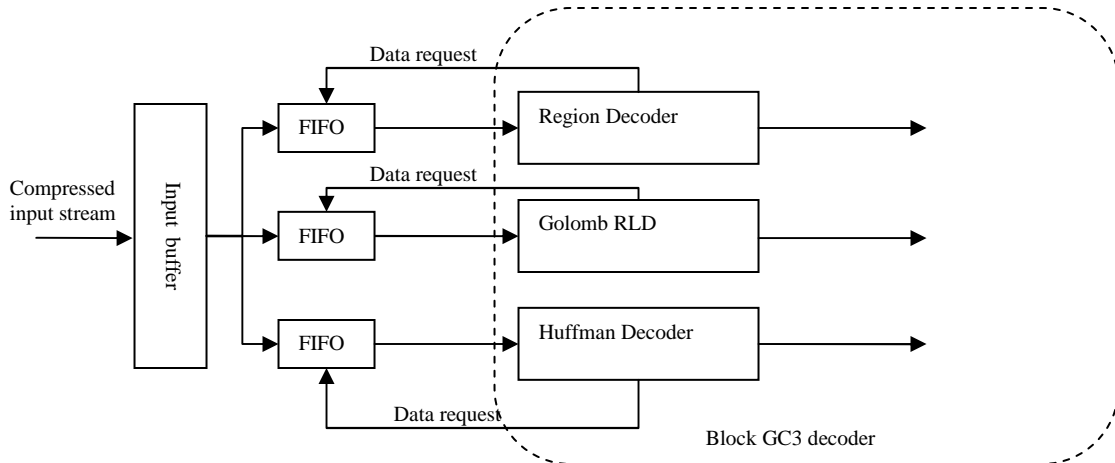 Data request
FIFO
Region Decoder
Data request
Compressed
input stream
Input buffer
FIFO
Golomb RLD
FIFO
Huffman Decoder
Data request
Block GC3 decoder